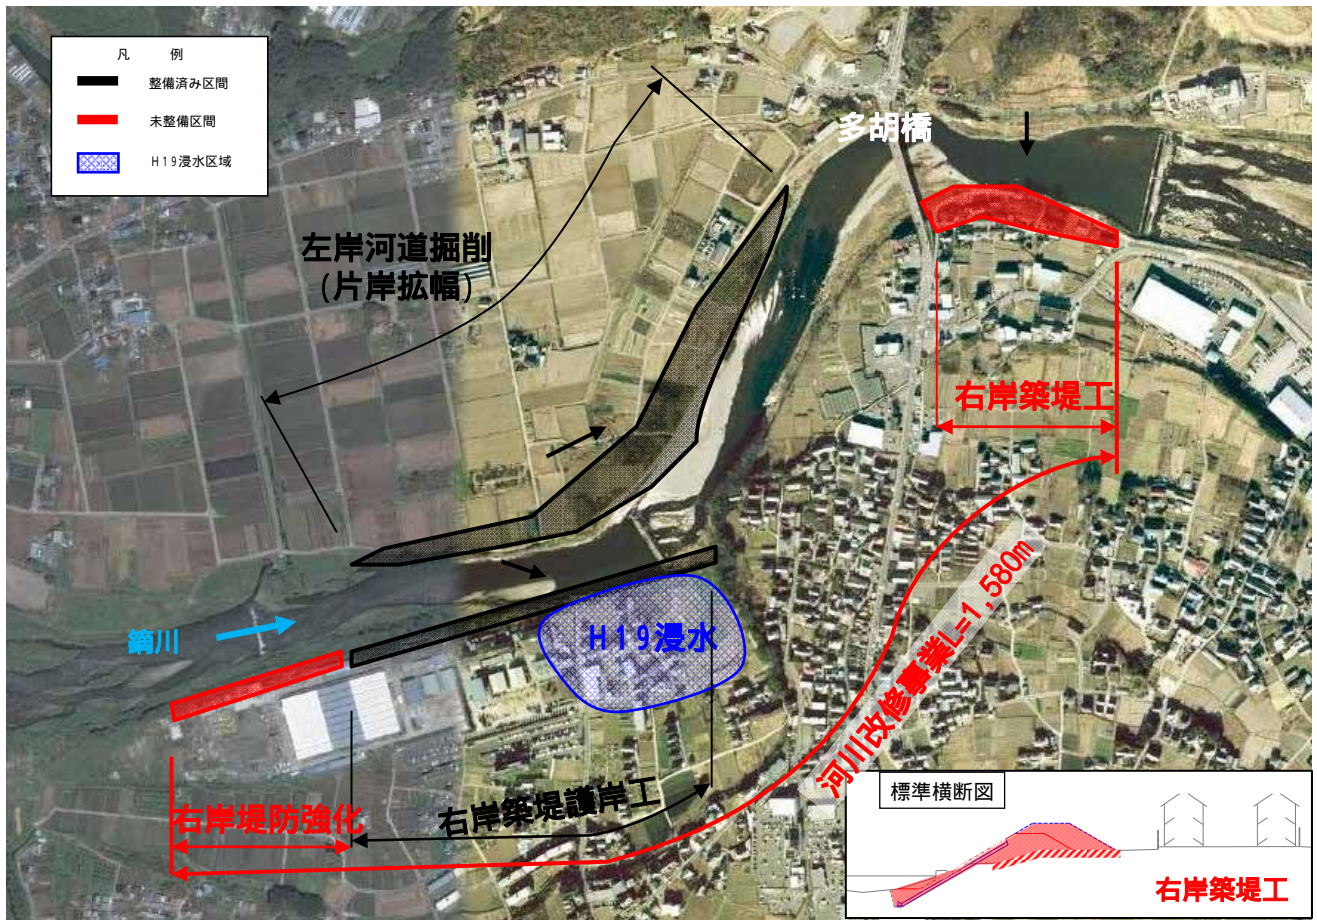 凡 例
整備済み区間
未整備区間
H19浸水区域
多胡橋
左岸河道掘削
(片岸拡幅)
右岸築堤工
鏑川
H19浸水
河川改修事業L=1,580m
右岸堤防強化
右岸築堤護岸工
標準横断図
右岸築堤工